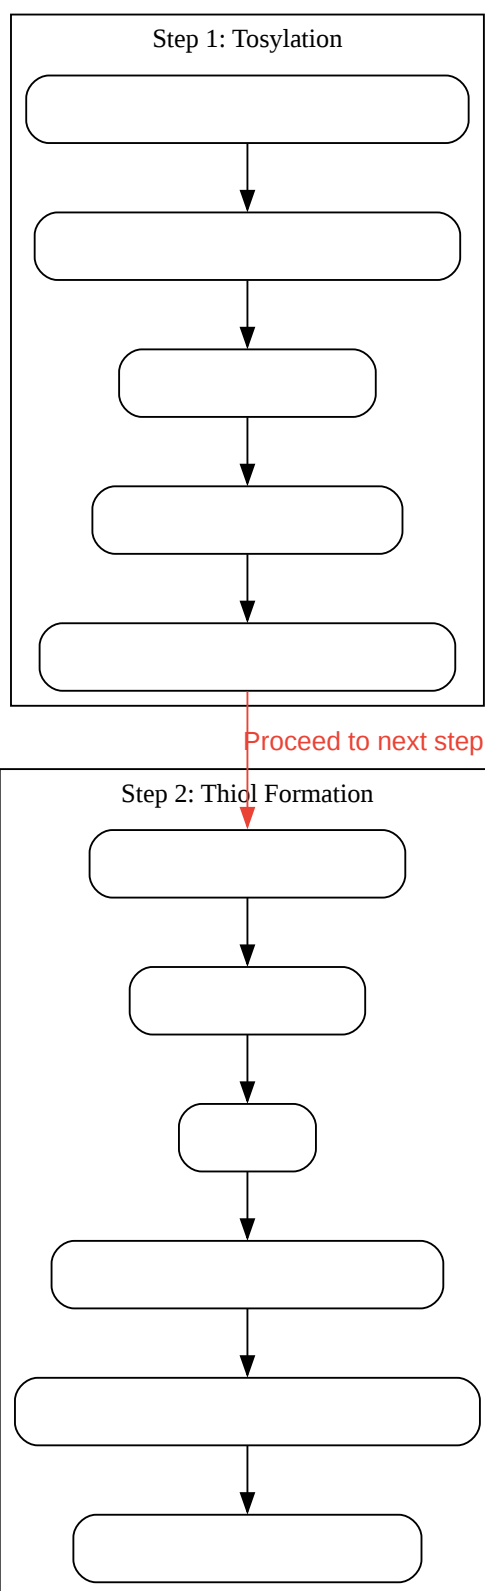 Step 1: Tosylation
Proceed to next step
Step 2: Thiol Formation